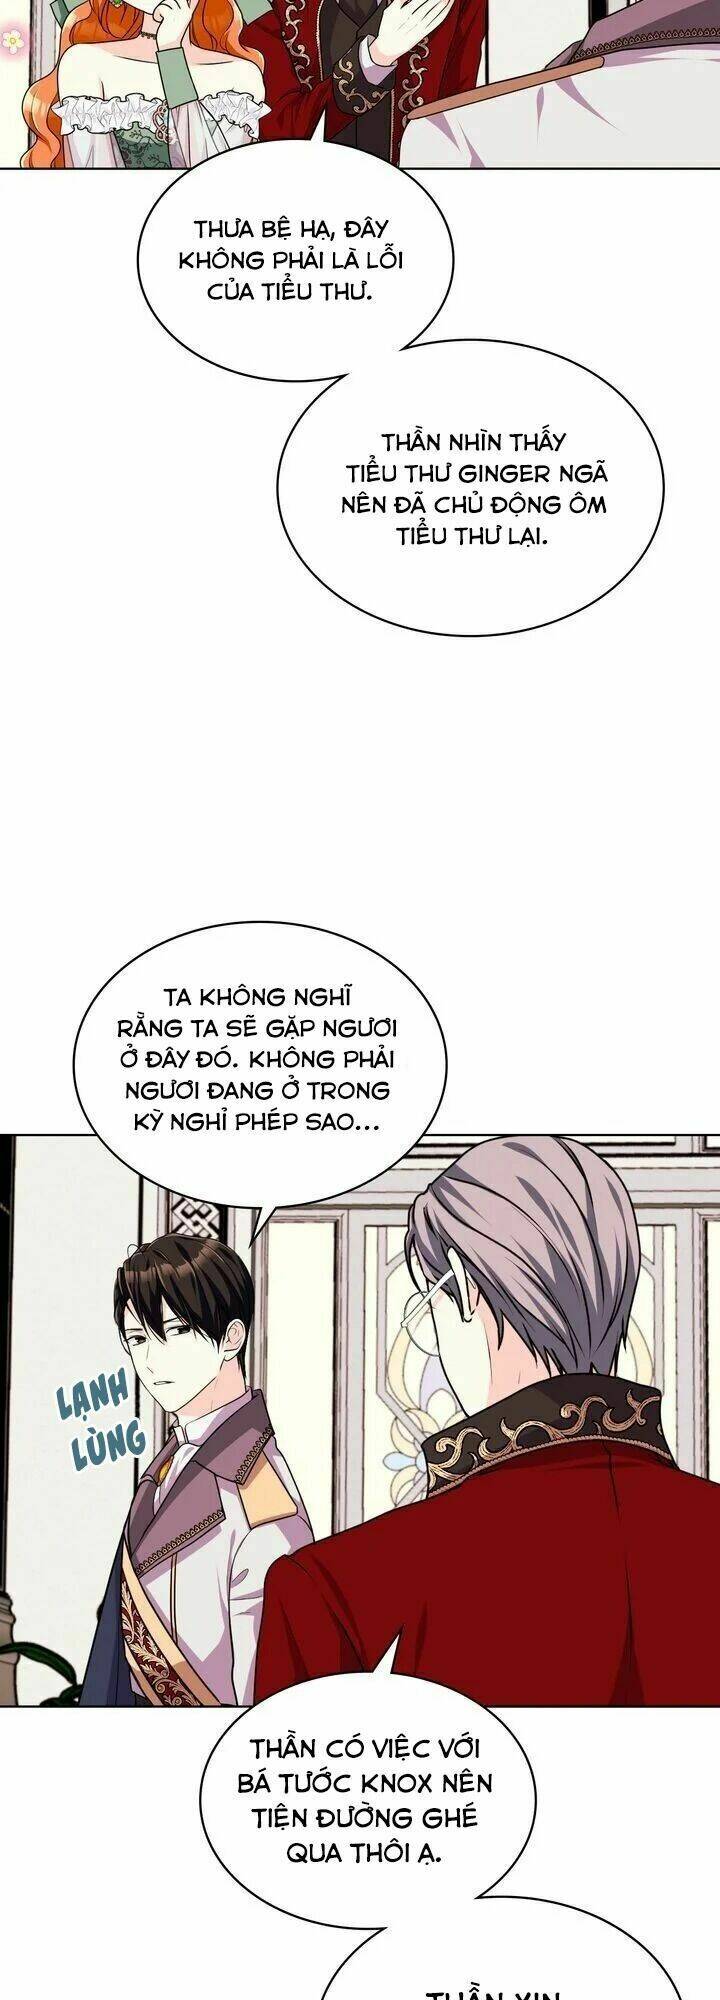 THƯA BỆ HẠ, ĐÂY
KHÔNG PHẢI LÀ LỖI
CỦA TIỂU THƯ.
THẦN NHÌN THẤY
TIỂU THƯ GINGER NGÃ
NÊN ĐÃ CHỦ ĐỘNG ÔM
TIỂU THƯ LẠI.
TA KHÔNG NGHĨ
RẰNG TA SẼ GẶP NGƯƠI
Ở ĐÂY ĐÓ. KHÔNG PHẢI
NGƯƠI ĐANG Ở TRONG
KỲ NGHỈ PHÉP SAO...
LẠNH
LÙNG
THẦN CÓ VIỆC VỚI
BÁ TƯỚC KNOX NÊN
TIỆN ĐƯỜNG GHÉ
QUA THÔI Ạ.
THẦN XIN